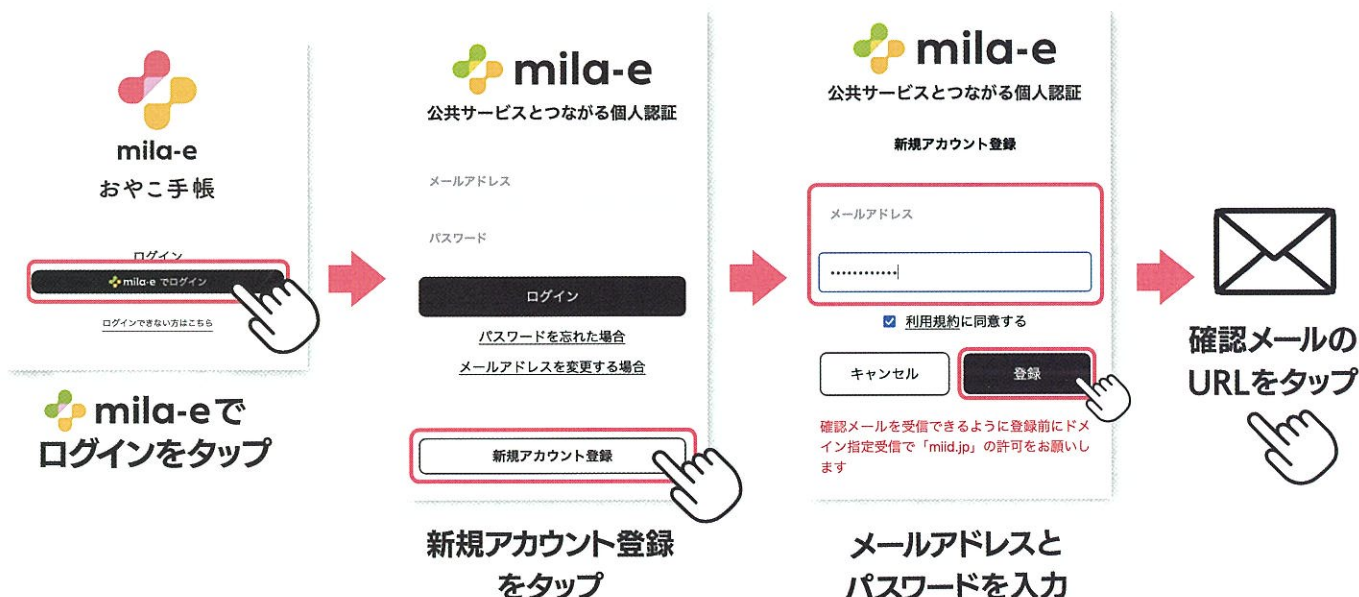 mila-e
おやこ手帳
ログイン
mila-e でログイン
ログインできない方はこちら
mila-eで
ログインをタップ
mila-e
公共サービスとつながる個人認証
メールアドレス
パスワード
ログイン
パスワードを忘れた場合
メールアドレスを変更する場合
新規アカウント登録
新規アカウント登録
をタップ
mila-e
公共サービスとつながる個人認証
新規アカウント登録
メールアドレス
••••••••••••
利用規約に同意する
キャンセル
登録
確認メールを受信できるように登録前にドメ
イン指定受信で「miid.jp」の許可をお願いし
ます
メールアドレスと
パスワードを入力
確認メールの
URLをタップ